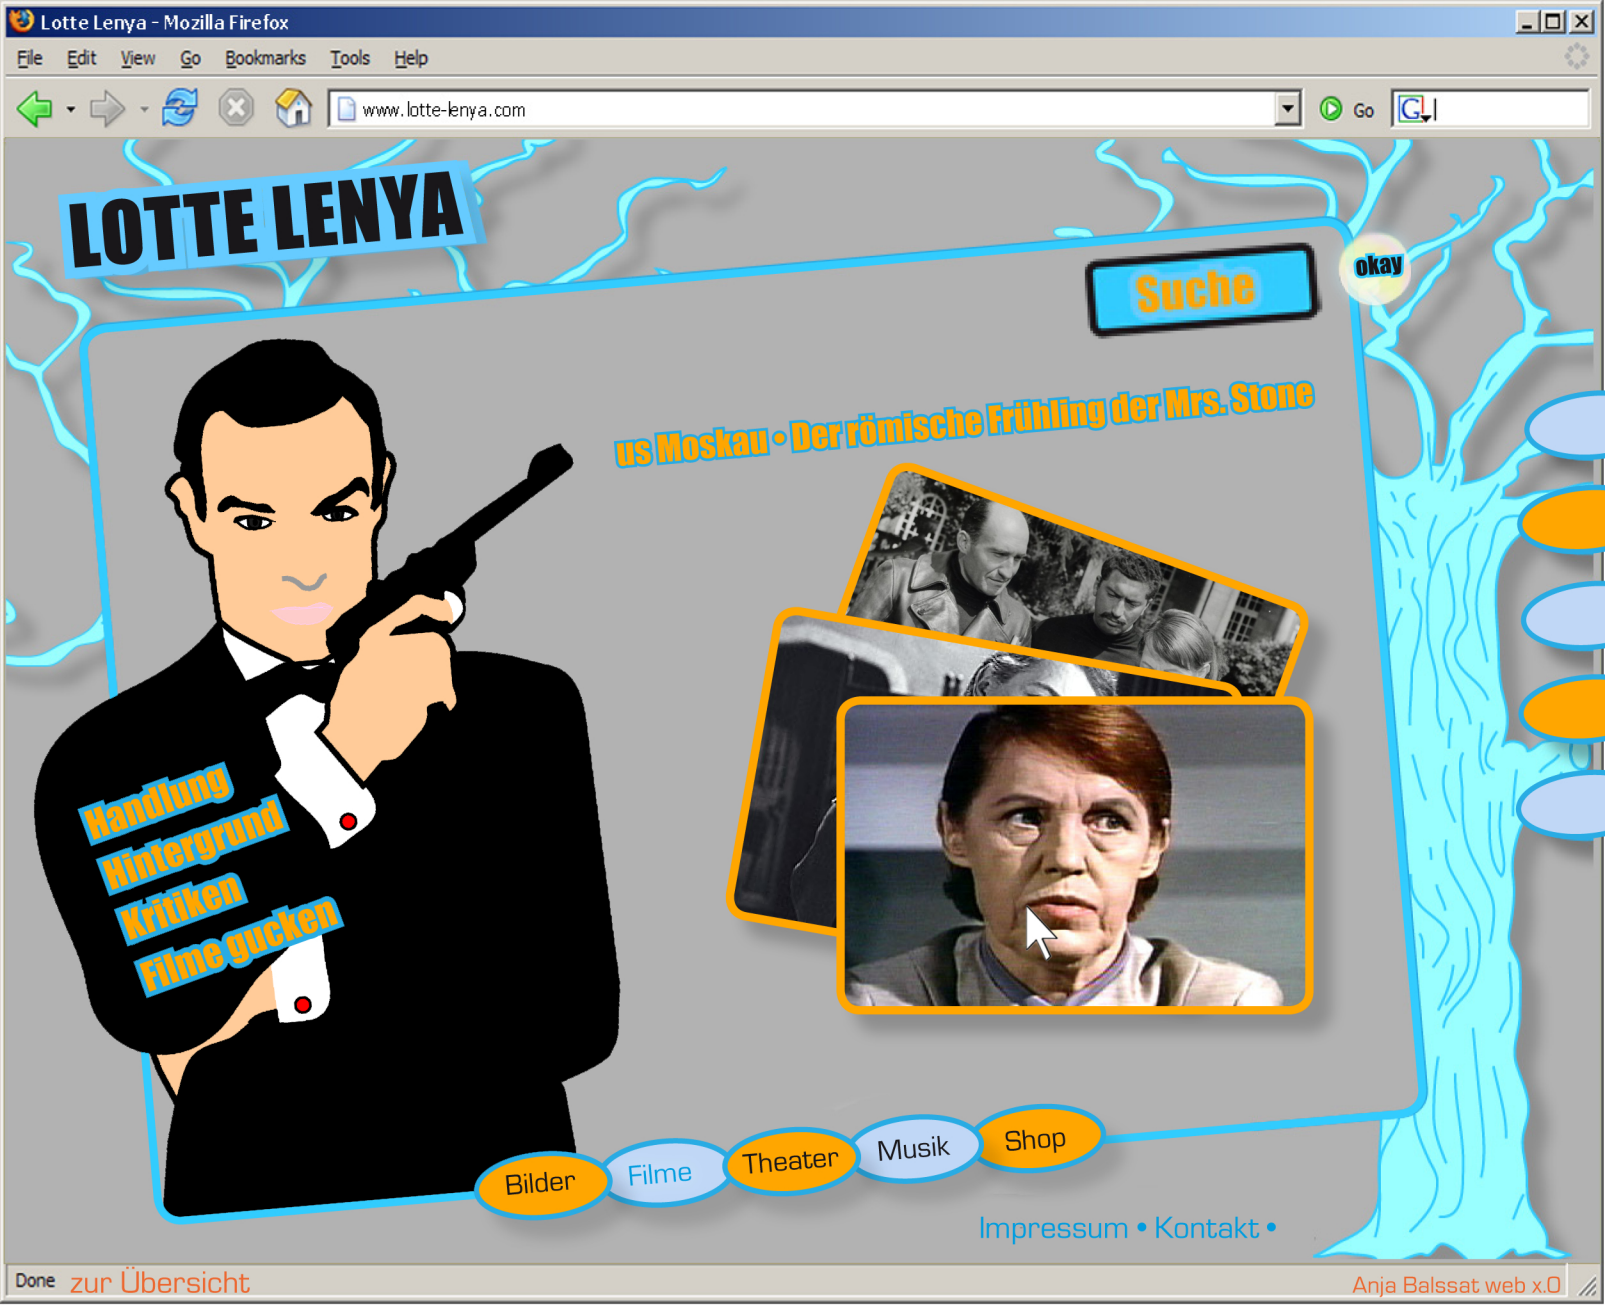 Lotte Lenya - Mozilla Firefox
File Edit View Go Bookmarks Tools Help
www.lotte-lenya.com Go G
LOTTE LENYA
okay
Suche
us Moskau • Der römische Frühling der Mrs. Stone
Handlung
Hintergrund
Kritiken
Filme gucken
Bilder Filme Theater Musik Shop
Impressum • Kontakt •
Done zur Übersicht Anja Balssat web x.0